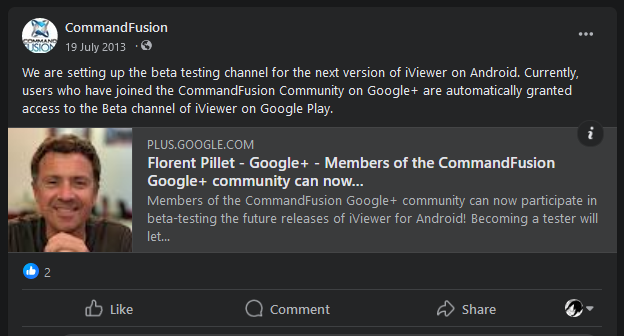 CommandFusion
19 July 2013 ·
We are setting up the beta testing channel for the next version of iViewer on Android. Currently,
users who have joined the CommandFusion Community on Google+ are automatically granted
access to the Beta channel of iViewer on Google Play.
PLUS.GOOGLE.COM
Florent Pillet - Google+ - Members of the CommandFusion
Google+ community can now...
Members of the CommandFusion Google+ community can now participate in
beta-testing the future releases of iViewer for Android! Becoming a tester will
let...
2
Like
Comment
Share
COMMAND
FUSION
i